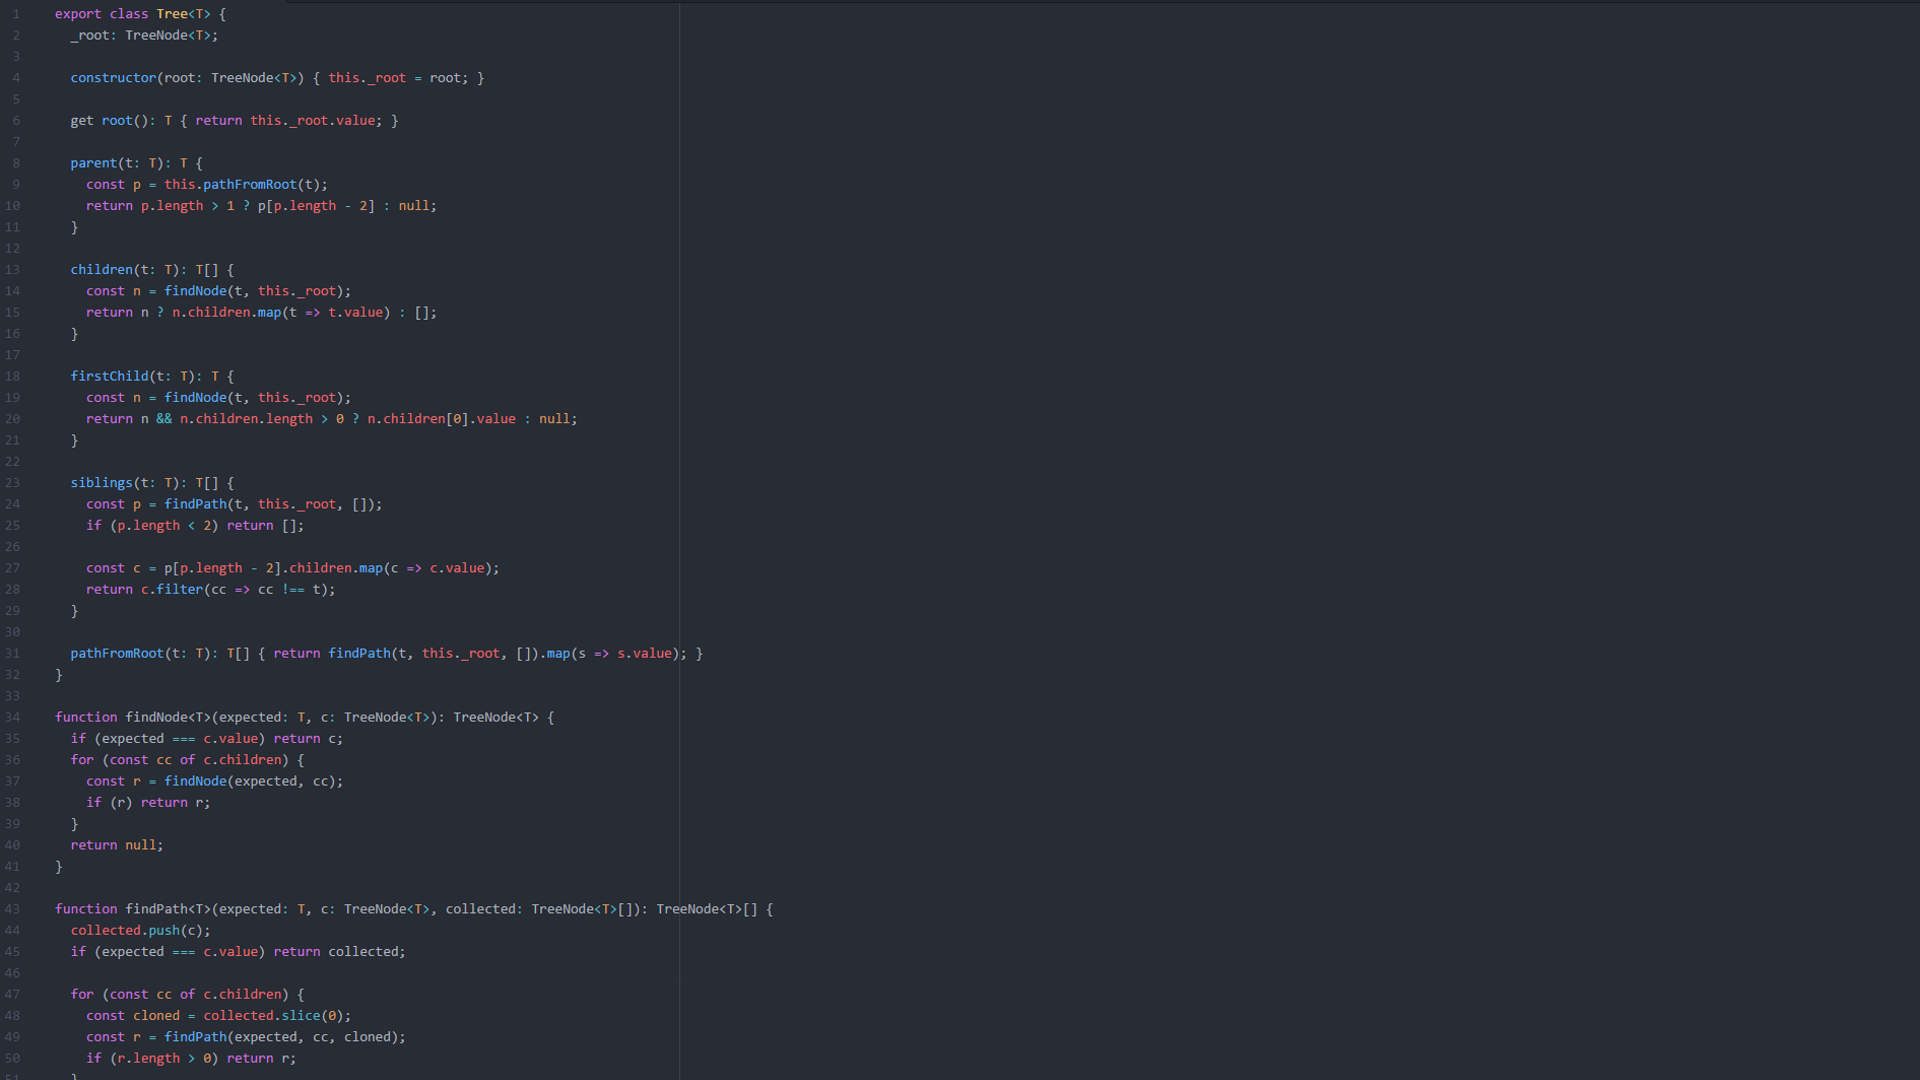 1 export class Tree<T> {
2 _root: TreeNode<T>;
3
4 constructor(root: TreeNode<T>) { this._root = root; }
5
6 get root(): T { return this._root.value; }
7
8 parent(t: T): T {
9 const p = this.pathFromRoot(t);
10 return p.length > 1 ? p[p.length - 2] : null;
11 }
12
13 children(t: T): T[] {
14 const n = findNode(t, this._root);
15 return n ? n.children.map(t => t.value) : [];
16 }
17
18 firstChild(t: T): T {
19 const n = findNode(t, this._root);
20 return n && n.children.length > 0 ? n.children[0].value : null;
21 }
22
23 siblings(t: T): T[] {
24 const p = findPath(t, this._root, []);
25 if (p.length < 2) return [];
26
27 const c = p[p.length - 2].children.map(c => c.value);
28 return c.filter(cc => cc !== t);
29 }
30
31 pathFromRoot(t: T): T[] { return findPath(t, this._root, []).map(s => s.value); }
32 }
33
34 function findNode<T>(expected: T, c: TreeNode<T>): TreeNode<T> {
35 if (expected === c.value) return c;
36 for (const cc of c.children) {
37 const r = findNode(expected, cc);
38 if (r) return r;
39 }
40 return null;
41 }
42
43 function findPath<T>(expected: T, c: TreeNode<T>, collected: TreeNode<T>[]): TreeNode<T>[] {
44 collected.push(c);
45 if (expected === c.value) return collected;
46
47 for (const cc of c.children) {
48 const cloned = collected.slice(0);
49 const r = findPath(expected, cc, cloned);
50 if (r.length > 0) return r;
51 }